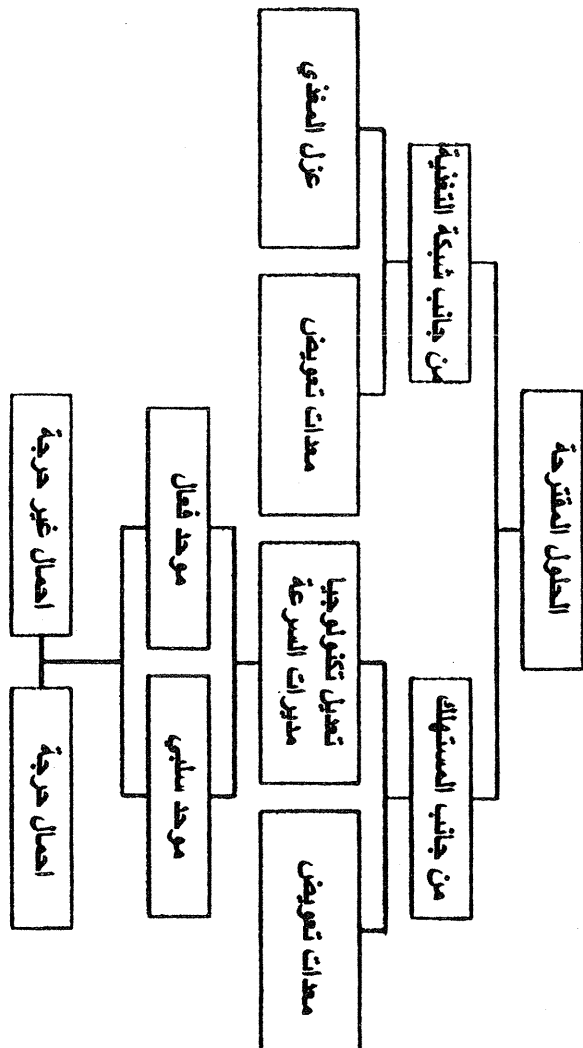 الحلول المقترحة
من جانب المستهلك
من جانب شبكة التغذية
معدات تعويض
تعديل تكنولوجيا
مديرات السرعة
معدات تعويض
عزل المغذي
موحد سلبي
موحد فعال
احمال حرجة
احمال غير حرجة